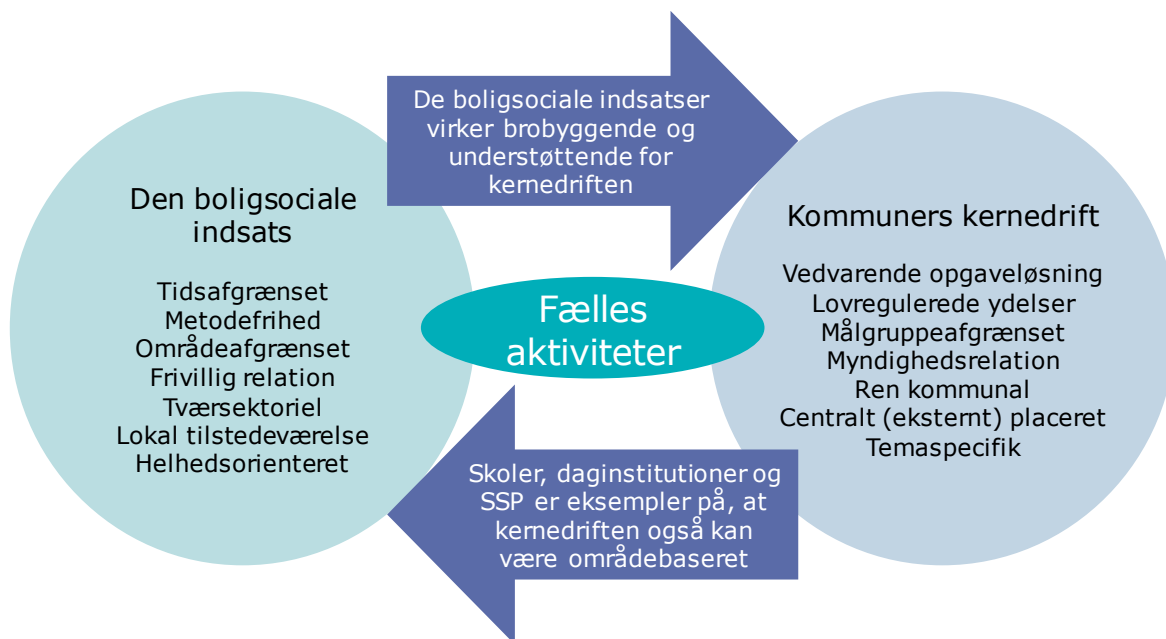 De boligsociale indsatser
virker brobyggende og
understøttende for
kernedriften
Den boligsociale
indsats
Tidsafgrænset
Metodefrihed
Områdeafgrænset
Frivillig relation
Tværsektoriel
Lokal tilstedeværelse
Helhedsorienteret
Fælles
aktiviteter
Kommuners kernedrift
Vedvarende opgaveløsning
Lovregulerede ydelser
Målgruppeafgrænset
Myndighedsrelation
Ren kommunal
Centralt (eksternt) placeret
Temaspecifik
Skoler, daginstitutioner og
SSP er eksempler på, at
kernedriften også kan
være områdebaseret